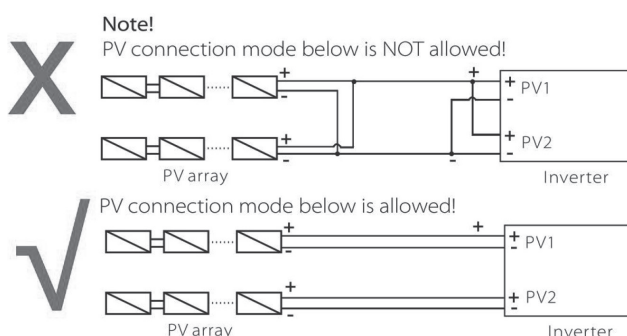 Note!
PV connection mode below is NOT allowed!
X
+
-
+
+ PV1
-
+
-
-
+ PV2
-
PV array
Inverter
PV connection mode below is allowed!
√
+
-
+
+ PV1
-
+
-
+ PV2
-
PV array
Inverter